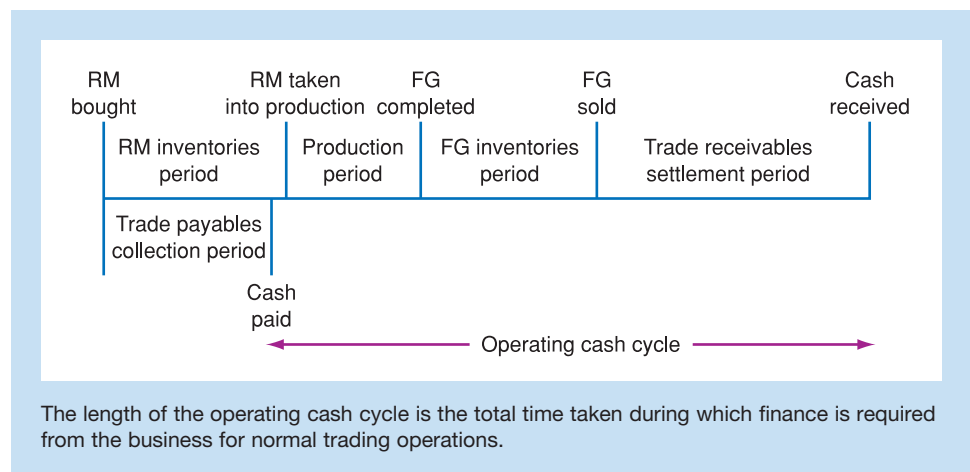 RM
bought
RM taken
into production
FG
completed
FG
sold
Cash
received
RM inventories
period
Production
period
FG inventories
period
Trade receivables
settlement period
Trade payables
collection period
Cash
paid
Operating cash cycle
The length of the operating cash cycle is the total time taken during which finance is required
from the business for normal trading operations.